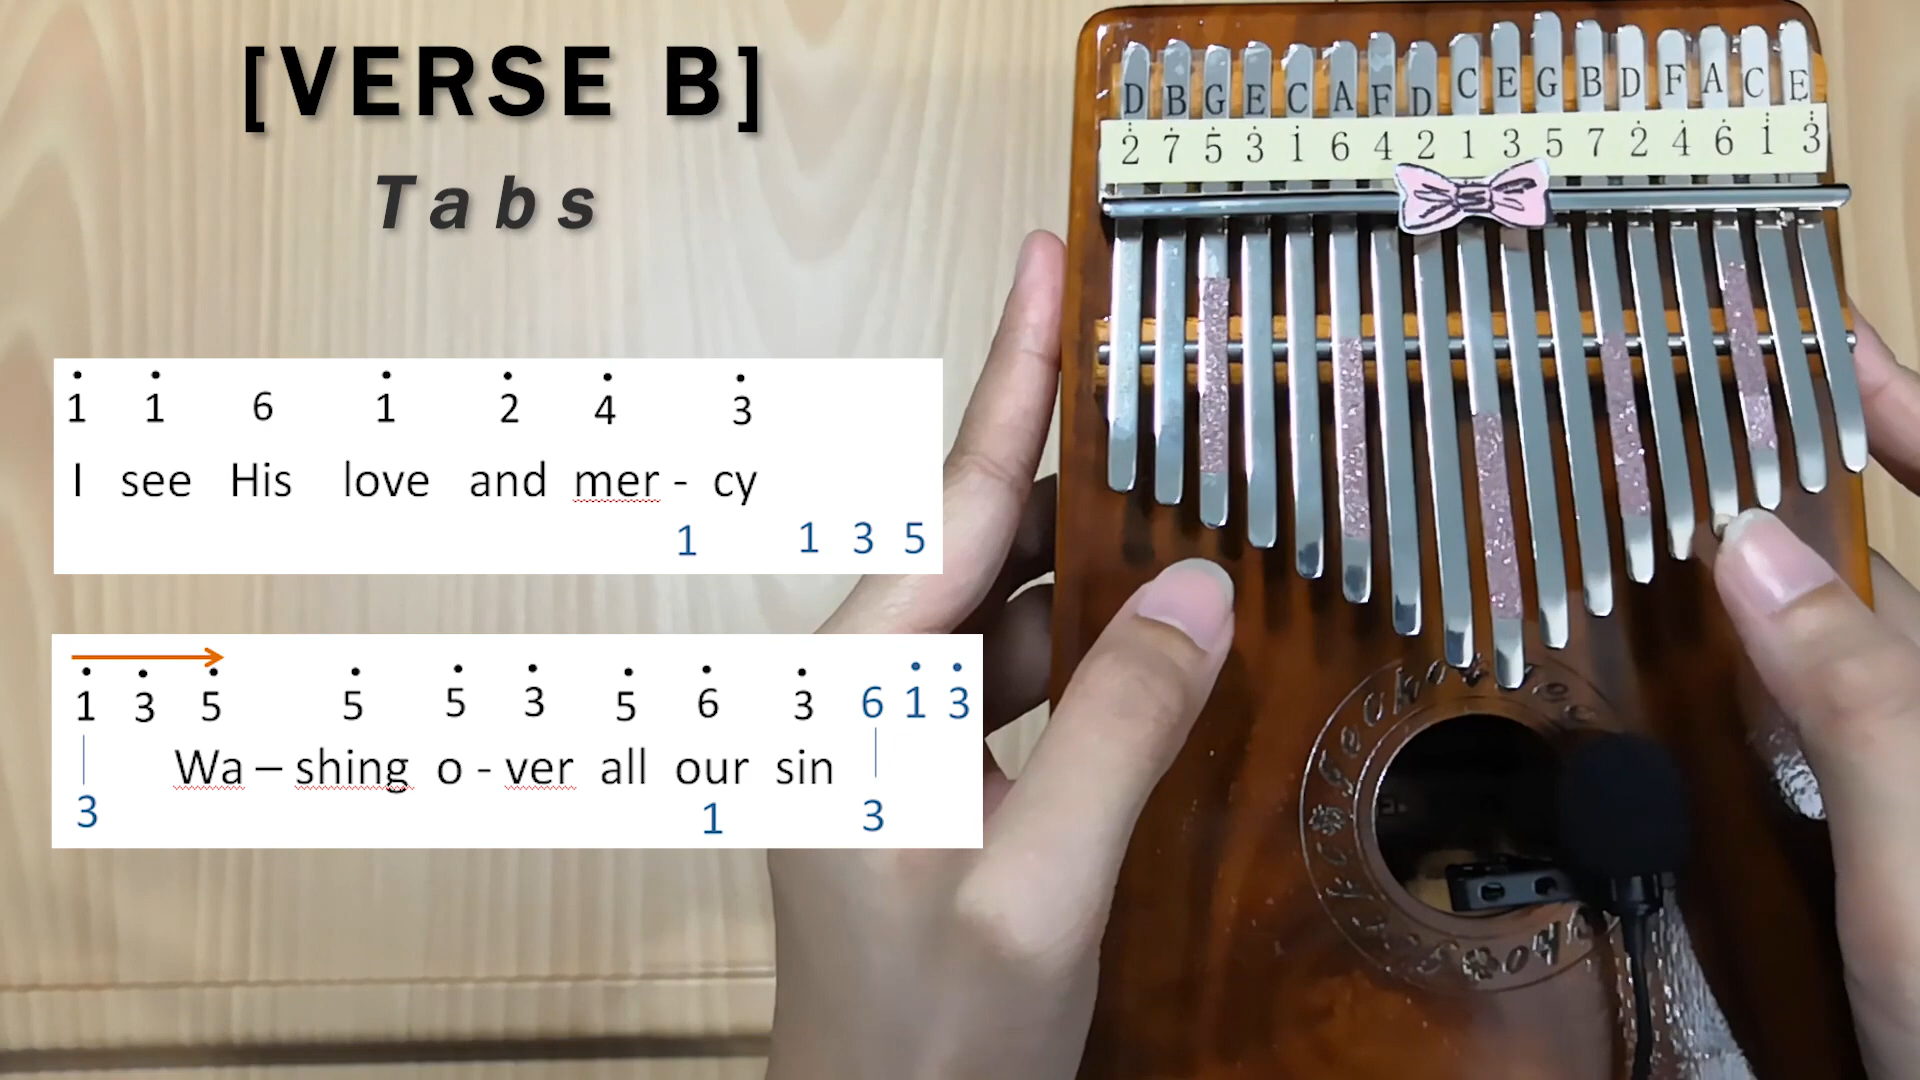 [VERSE B]
Tabs
1̇ 1̇ 6 1̇ 2̇ 4̇ 3̇
I see His love and mer - cy
1 1 3 5
1̇ 3̇ 5̇ 5̇ 5̇ 3̇ 5̇ 6̇ 3̇ 6 1̇ 3̇
Wa – shing o - ver all our sin
3 1 3
D B G E C A F D C E G B D F A C E
2̈ 7̇ 5̇ 3̇ 1̇ 6 4 2 1 3 5 7 2̇ 4̇ 6̇ 1̈ 3̈